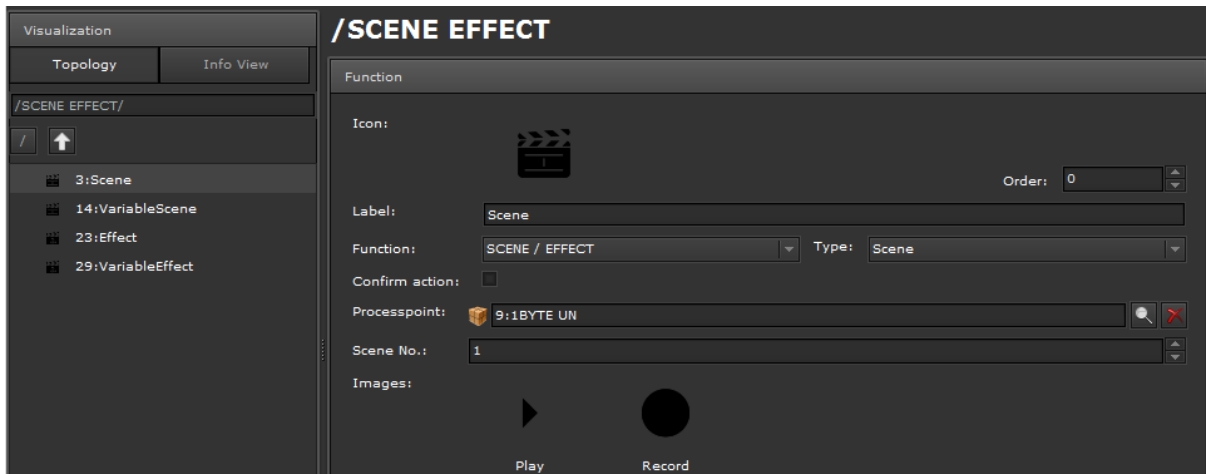 Visualization
Topology
Info View
/SCENE EFFECT/
/
3:Scene
14:VariableScene
23:Effect
29:VariableEffect
/SCENE EFFECT
Function
Icon:
Order: 0
Label: Scene
Function: SCENE / EFFECT Type: Scene
Confirm action:
Processpoint: 9:1BYTE UN
Scene No.: 1
Images:
Play Record